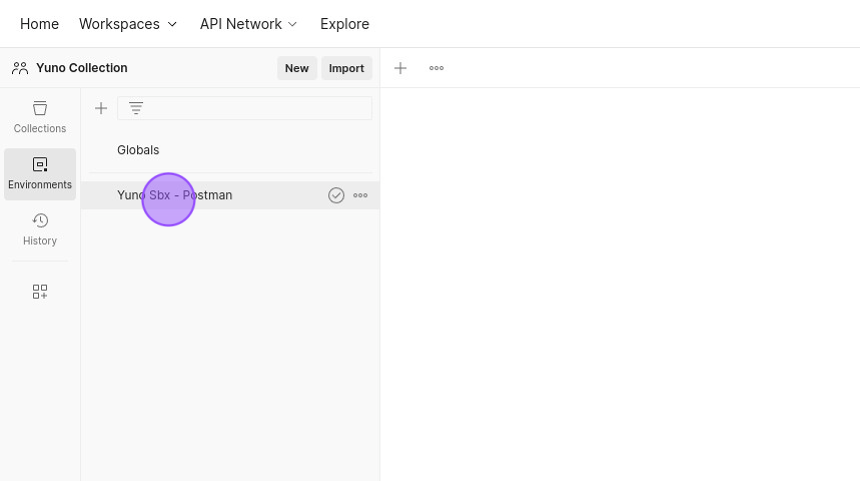 Home Workspaces API Network Explore
Yuno Collection New Import
Collections
Globals
Environments
Yuno Sbx - Postman
History